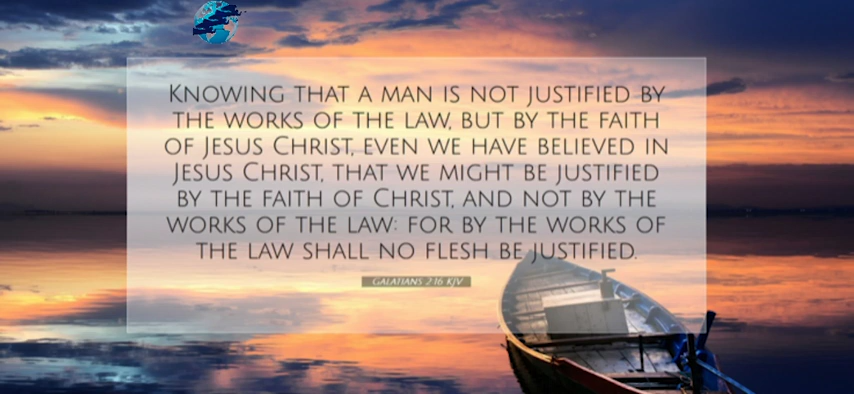 Knowing that a man is not justified by
the works of the law, but by the faith
of Jesus Christ, even we have believed in
Jesus Christ, that we might be justified
by the faith of Christ, and not by the
works of the law: for by the works of
the law shall no flesh be justified.
GALATIANS 2:16 KJV